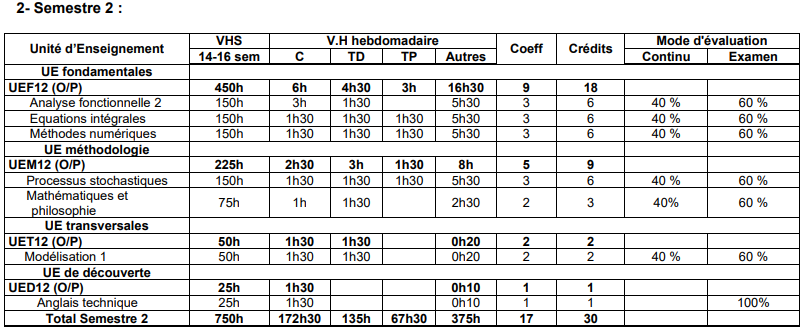 2- Semestre 2 :
Unité d'Enseignement VHS V.H hebdomadaire Coeff Crédits Mode d'évaluation
14-16 sem C TD TP Autres Continu Examen
UE fondamentales
UEF12 (O/P) 450h 6h 4h30 3h 16h30 9 18
Analyse fonctionnelle 2 150h 3h 1h30 5h30 3 6 40 % 60 %
Equations intégrales 150h 1h30 1h30 1h30 5h30 3 6 40 % 60 %
Méthodes numériques 150h 1h30 1h30 1h30 5h30 3 6 40 % 60 %
UE méthodologie
UEM12 (O/P) 225h 2h30 3h 1h30 8h 5 9
Processus stochastiques 150h 1h30 1h30 1h30 5h30 3 6 40 % 60 %
Mathématiques et
philosophie 75h 1h 1h30 2h30 2 3 40% 60 %
UE transversales
UET12 (O/P) 50h 1h30 1h30 0h20 2 2
Modélisation 1 50h 1h30 1h30 0h20 2 2 40 % 60 %
UE de découverte
UED12 (O/P) 25h 1h30 0h10 1 1
Anglais technique 25h 1h30 0h10 1 1 100%
Total Semestre 2 750h 172h30 135h 67h30 375h 17 30